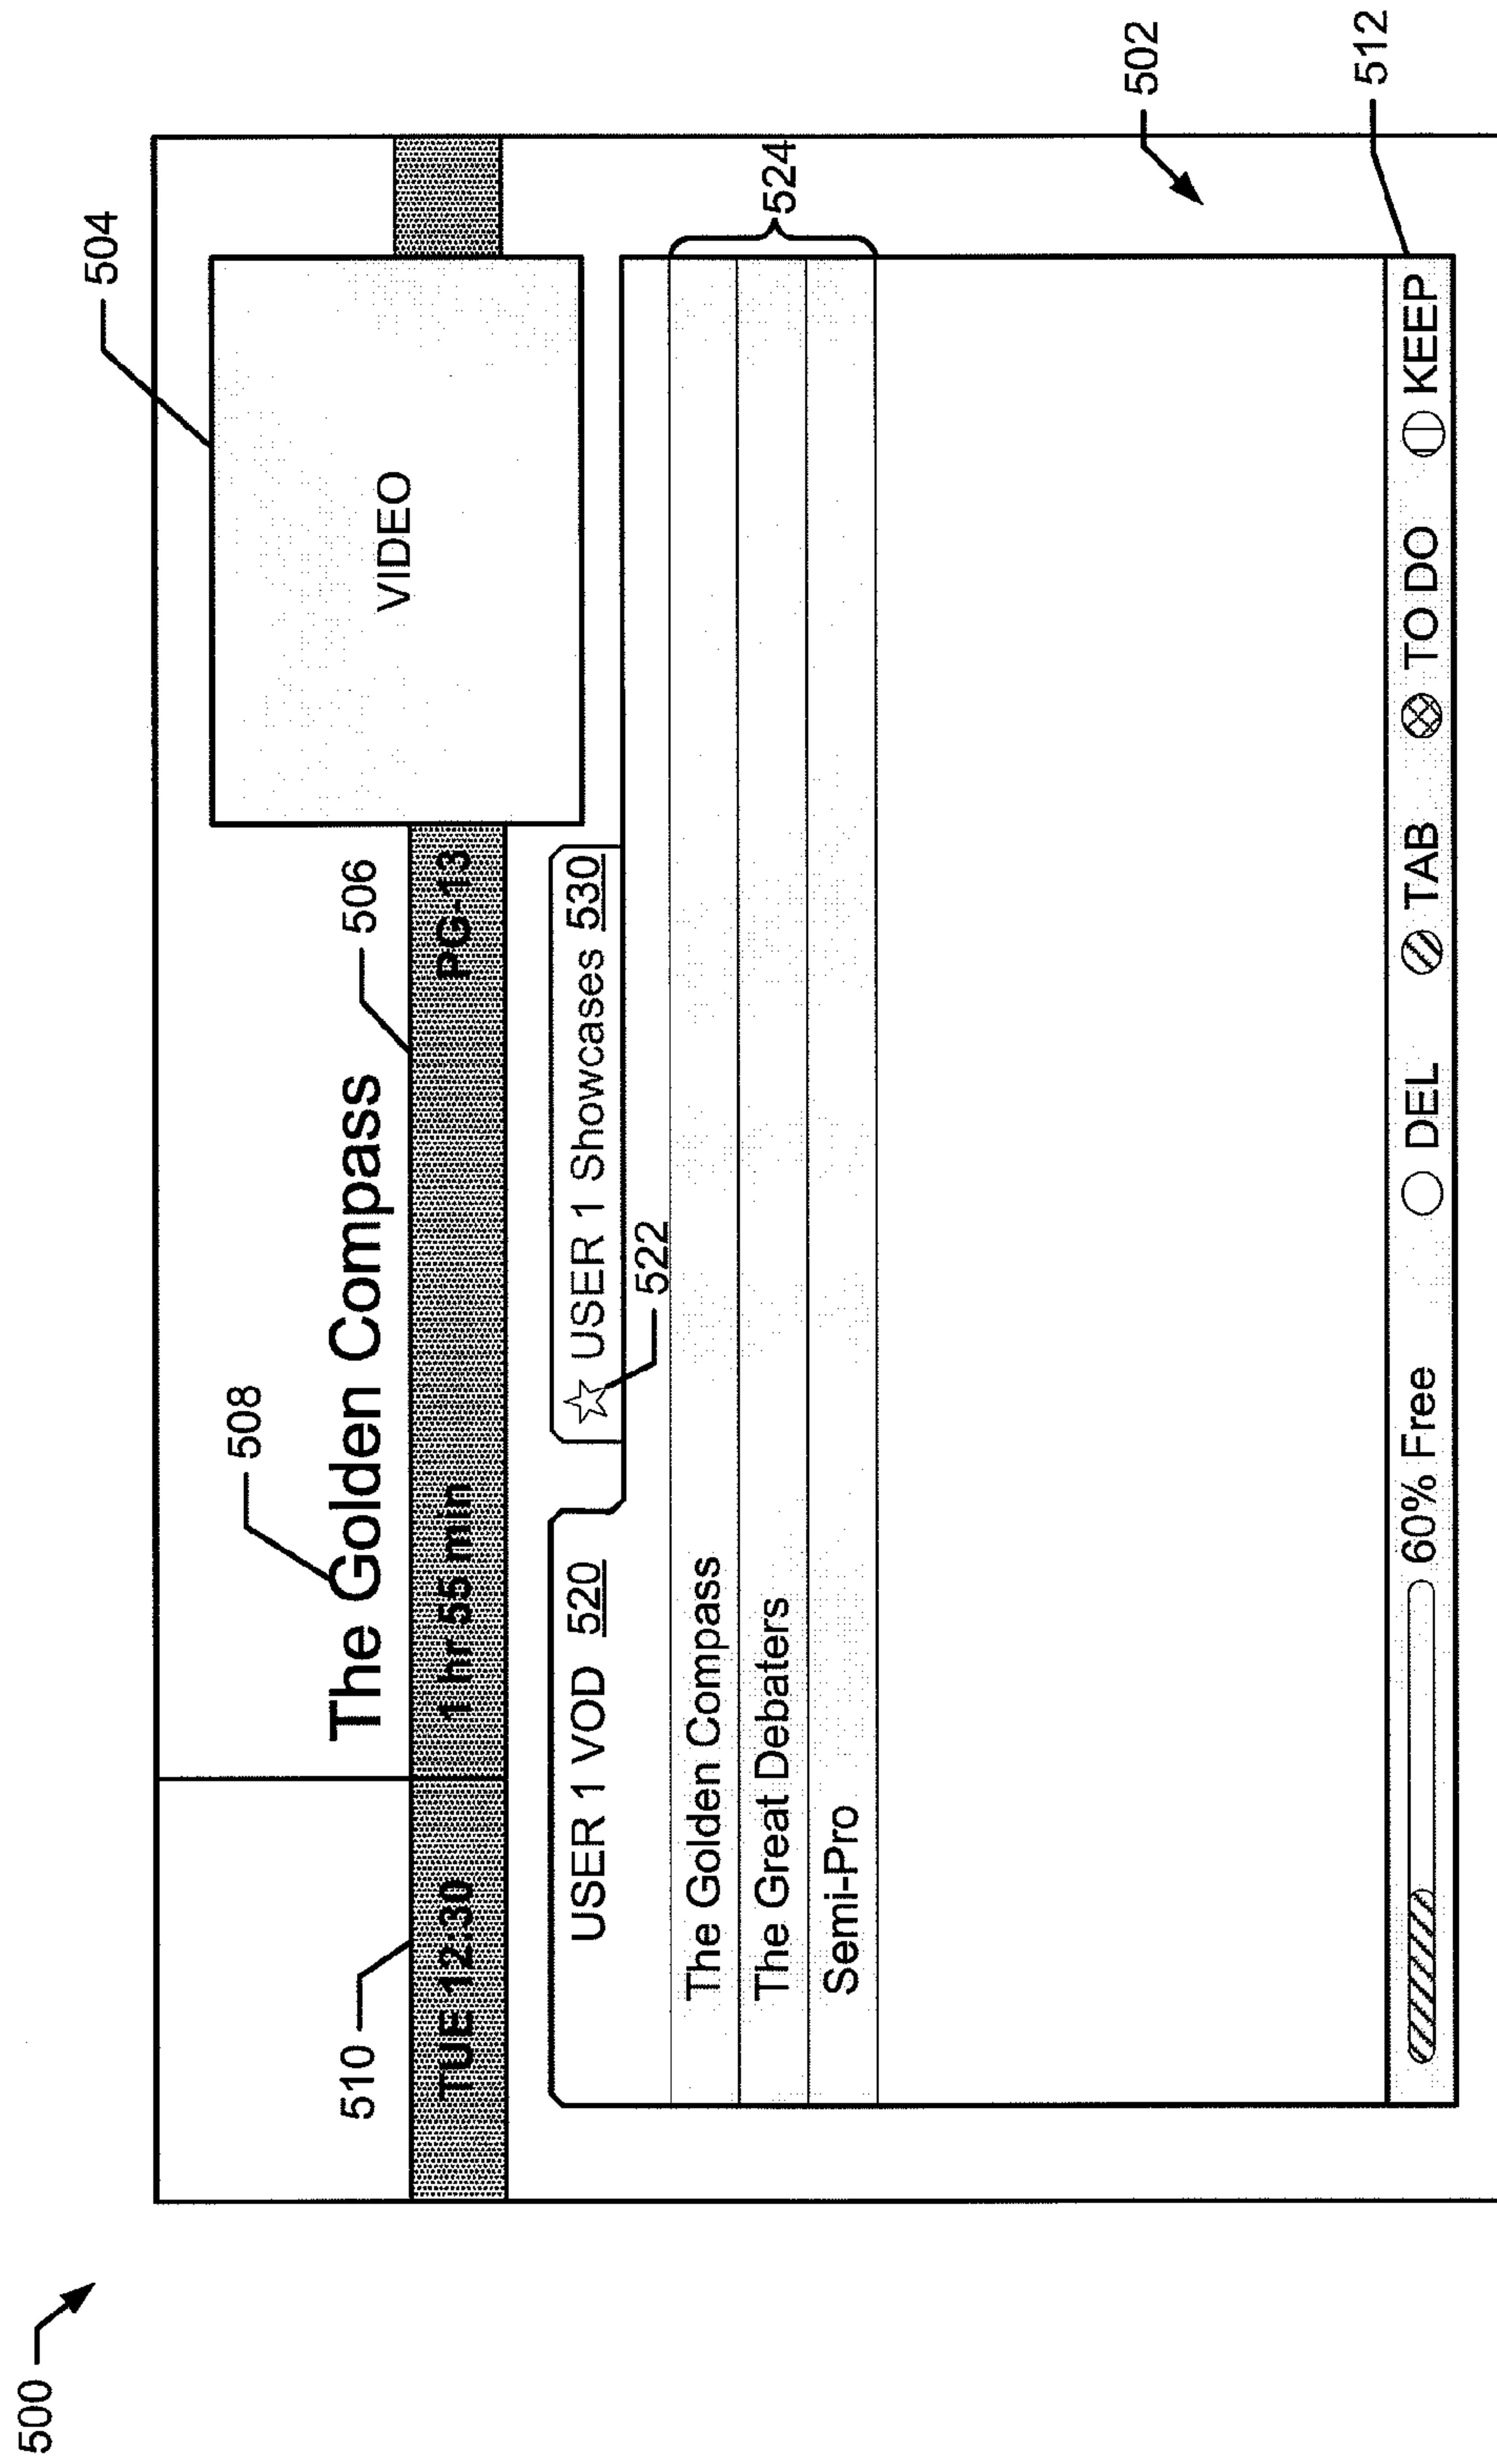 500
504
508
The Golden Compass
506
510
TUE 12:30
1 hr 55 min
PG-13
VIDEO
USER 1 VOD 520
☆ USER 1 Showcases 530
522
The Golden Compass
The Great Debaters
Semi-Pro
524
502
60% Free
DEL
TAB
TO DO
KEEP
512